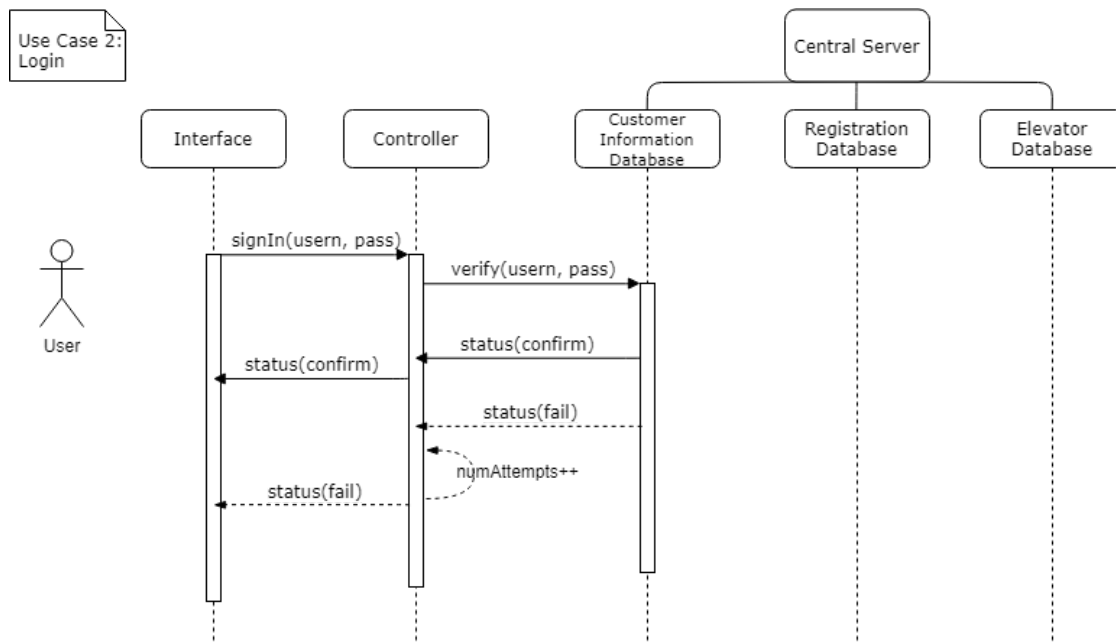 Use Case 2:
Login
Central Server
Interface
Controller
Customer
Information
Database
Registration
Database
Elevator
Database
signIn(usern, pass)
verify(usern, pass)
User
status(confirm)
status(confirm)
status(fail)
numAttempts++
status(fail)